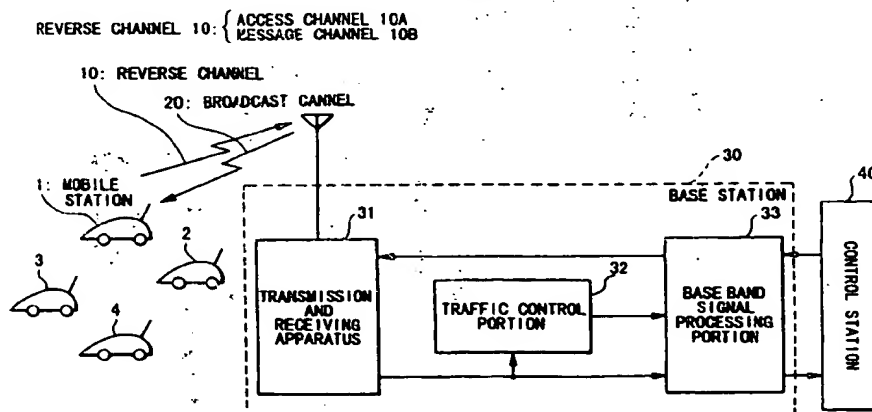 REVERSE CHANNEL 10: { ACCESS CHANNEL 10A
MESSAGE CHANNEL 10B
10: REVERSE CHANNEL
20: BROADCAST CANNEL
1: MOBILE
STATION
2
3
4
30
BASE STATION
31
TRANSMISSION
AND
RECEIVING
APPARATUS
32
TRAFFIC CONTROL
PORTION
33
BASE BAND
SIGNAL
PROCESSING
PORTION
40
CONTROL STATION